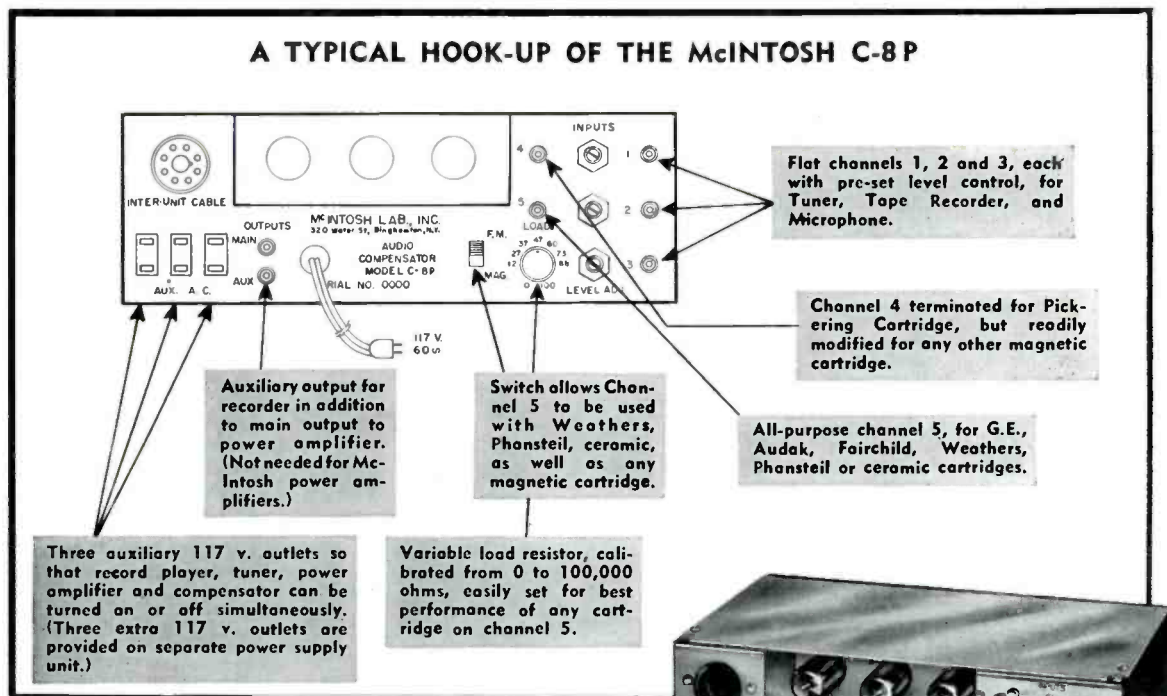 A TYPICAL HOOK-UP OF THE McINTOSH C-8P
INPUTS
4
1
5
2
3
LOAD
LEVEL ADJ
INTER-UNIT CABLE
OUTPUTS
MAIN
AUX
AUX. A.C.
McINTOSH LAB., INC.
320 Water St, Binghamton, N.Y.
AUDIO
COMPENSATOR
MODEL C-8P
RIAL NO. 0000
F.M.
MAG.
12 27 37 47 60 75 88
0 100
117 V.
60 S
Flat channels 1, 2 and 3, each
with pre-set level control, for
Tuner, Tape Recorder, and
Microphone.
Channel 4 terminated for Pick-
ering Cartridge, but readily
modified for any other magnetic
cartridge.
All-purpose channel 5, for G.E.,
Audak, Fairchild, Weathers,
Phansteil or ceramic cartridges.
Auxiliary output for
recorder in addition
to main output to
power amplifier.
(Not needed for Mc-
Intosh power am-
plifiers.)
Switch allows Chan-
nel 5 to be used
with Weathers,
Phansteil, ceramic,
as well as any
magnetic cartridge.
Three auxiliary 117 v. outlets so
that record player, tuner, power
amplifier and compensator can be
turned on or off simultaneously.
(Three extra 117 v. outlets are
provided on separate power supply
unit.)
Variable load resistor, cali-
brated from 0 to 100,000
ohms, easily set for best
performance of any cart-
ridge on channel 5.